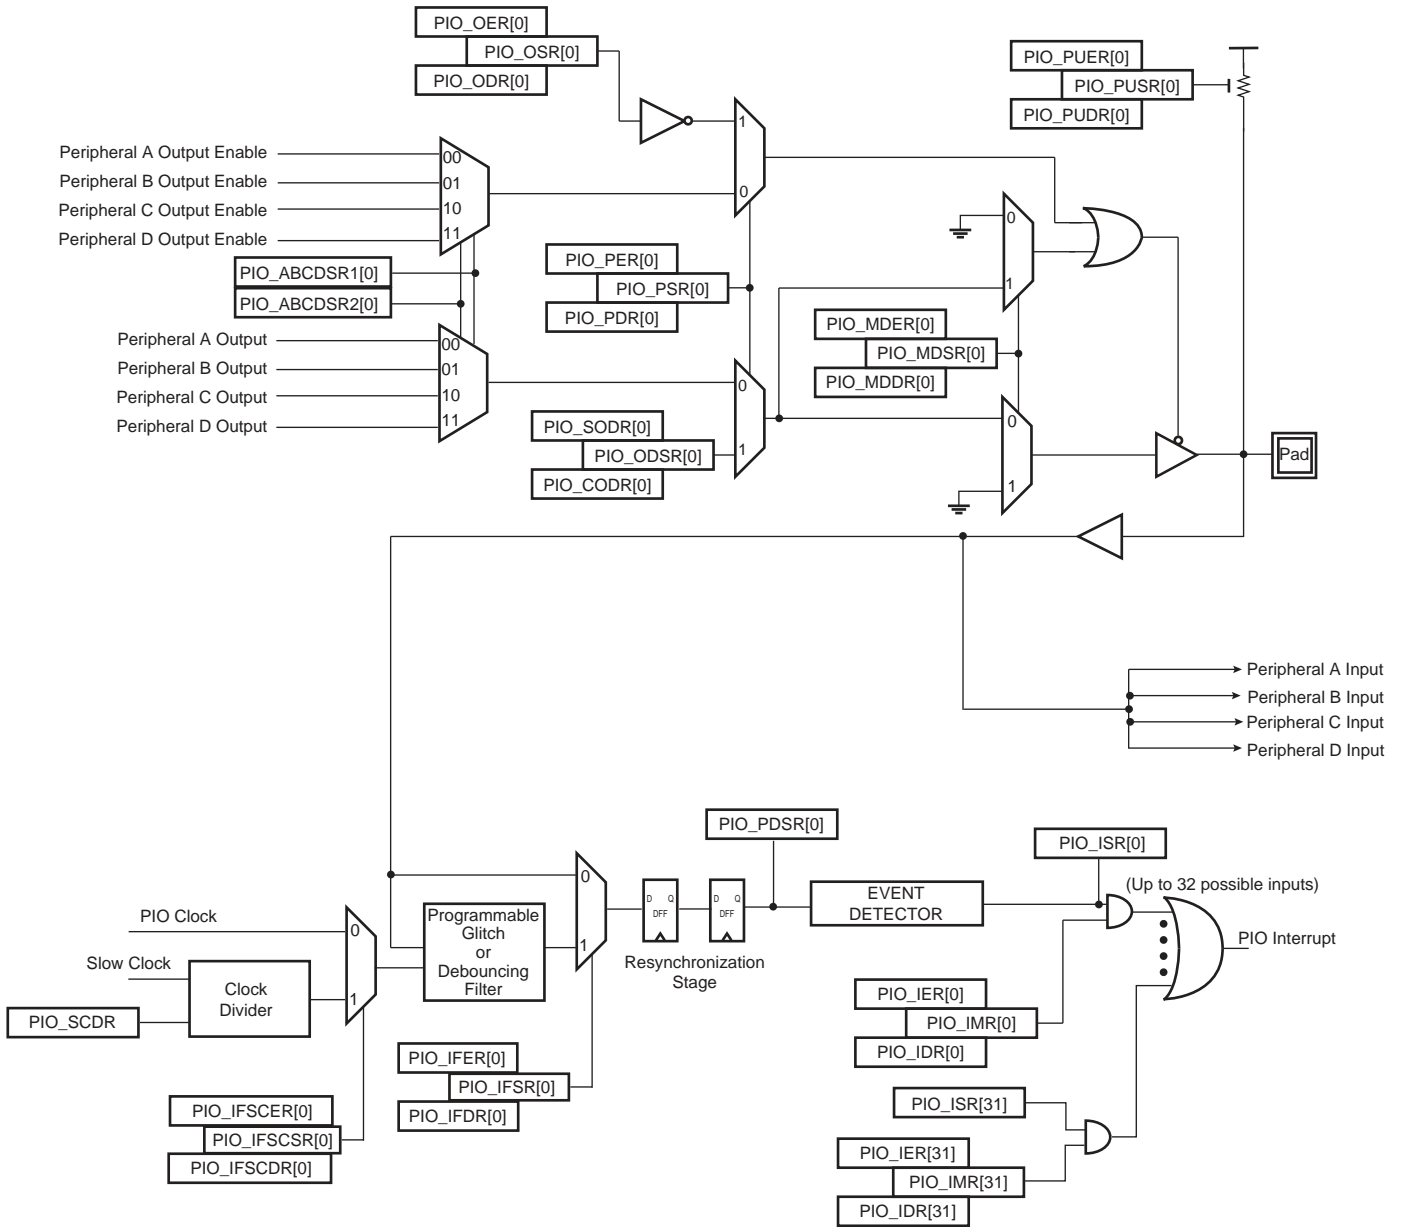 PIO_OER[0]
PIO_OSR[0]
PIO_ODR[0]
PIO_PUER[0]
PIO_PUSR[0]
PIO_PUDR[0]
1
0
Peripheral A Output Enable
Peripheral B Output Enable
Peripheral C Output Enable
Peripheral D Output Enable
00
01
10
11
PIO_ABCDSR1[0]
PIO_ABCDSR2[0]
PIO_PER[0]
PIO_PSR[0]
PIO_PDR[0]
0
1
PIO_MDER[0]
PIO_MDSR[0]
PIO_MDDR[0]
Peripheral A Output
Peripheral B Output
Peripheral C Output
Peripheral D Output
00
01
10
11
0
1
PIO_SODR[0]
PIO_ODSR[0]
PIO_CODR[0]
0
1
Pad
Peripheral A Input
Peripheral B Input
Peripheral C Input
Peripheral D Input
PIO_PDSR[0]
PIO_ISR[0]
(Up to 32 possible inputs)
PIO Interrupt
EVENT
DETECTOR
0
1
D
Q
DFF
D
Q
DFF
Resynchronization
Stage
Programmable
Glitch
or
Debouncing
Filter
PIO Clock
Slow Clock
Clock
Divider
PIO_SCDR
0
1
PIO_IFER[0]
PIO_IFSR[0]
PIO_IFDR[0]
PIO_IFSCER[0]
PIO_IFSCSR[0]
PIO_IFSCDR[0]
PIO_IER[0]
PIO_IMR[0]
PIO_IDR[0]
PIO_ISR[31]
PIO_IER[31]
PIO_IMR[31]
PIO_IDR[31]